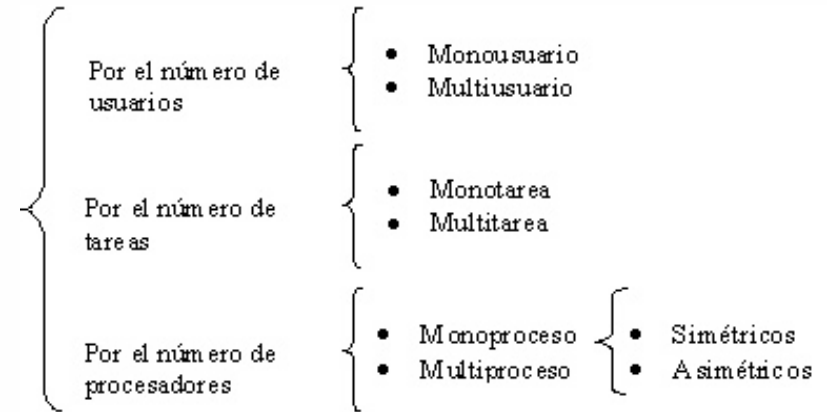 Por el número de
usuarios
• Monousuario
• Multiusuario
Por el número de
tareas
• Monotarea
• Multitarea
Por el número de
procesadores
• Monoproceso
• Multiproceso
• Simétricos
• Asimétricos